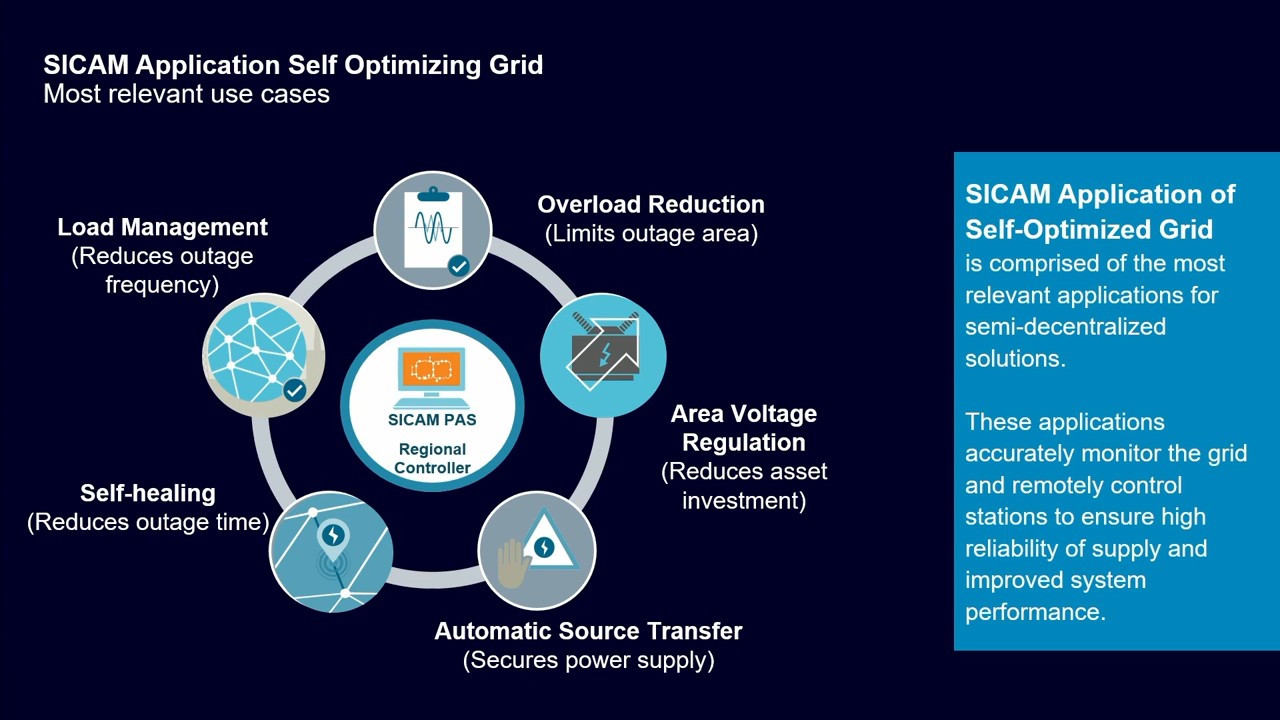 SICAM Application Self Optimizing Grid
Most relevant use cases
Load Management
(Reduces outage
frequency)
Overload Reduction
(Limits outage area)
SICAM PAS
Regional
Controller
Area Voltage
Regulation
(Reduces asset
investment)
Self-healing
(Reduces outage time)
Automatic Source Transfer
(Secures power supply)
SICAM Application of
Self-Optimized Grid
is comprised of the most
relevant applications for
semi-decentralized
solutions.
These applications
accurately monitor the grid
and remotely control
stations to ensure high
reliability of supply and
improved system
performance.